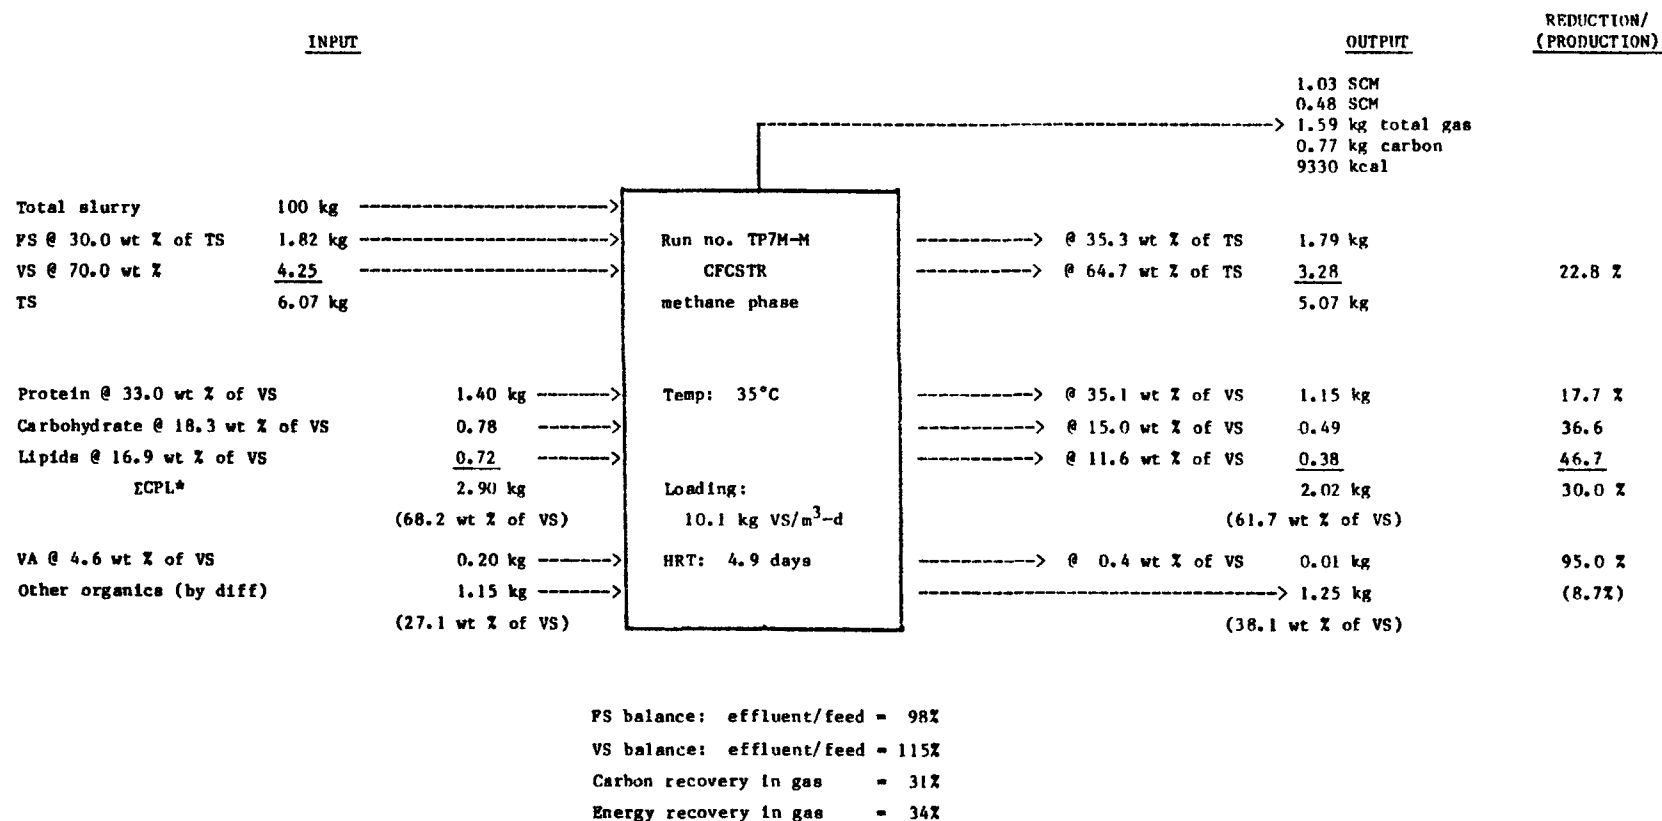 INPUT
OUTPUT
REDUCTION/
(PRODUCTION)
1.03 SCM
0.48 SCM
1.59 kg total gas
0.77 kg carbon
9330 kcal
Total slurry 100 kg
FS @ 30.0 wt % of TS 1.82 kg
VS @ 70.0 wt % 4.25
TS 6.07 kg
Run no. TP7M-M
CFCSTR
methane phase
@ 35.3 wt % of TS 1.79 kg
@ 64.7 wt % of TS 3.28 22.8 %
5.07 kg
Protein @ 33.0 wt % of VS 1.40 kg
Carbohydrate @ 18.3 wt % of VS 0.78
Lipids @ 16.9 wt % of VS 0.72
ΣCPL* 2.90 kg
(68.2 wt % of VS)
Temp: 35°C
Loading:
10.1 kg VS/m³-d
@ 35.1 wt % of VS 1.15 kg 17.7 %
@ 15.0 wt % of VS 0.49 36.6
@ 11.6 wt % of VS 0.38 46.7
2.02 kg 30.0 %
(61.7 wt % of VS)
VA @ 4.6 wt % of VS 0.20 kg
Other organics (by diff) 1.15 kg
(27.1 wt % of VS)
HRT: 4.9 days
@ 0.4 wt % of VS 0.01 kg 95.0 %
1.25 kg (8.7%)
(38.1 wt % of VS)
FS balance: effluent/feed = 98%
VS balance: effluent/feed = 115%
Carbon recovery in gas = 31%
Energy recovery in gas = 34%